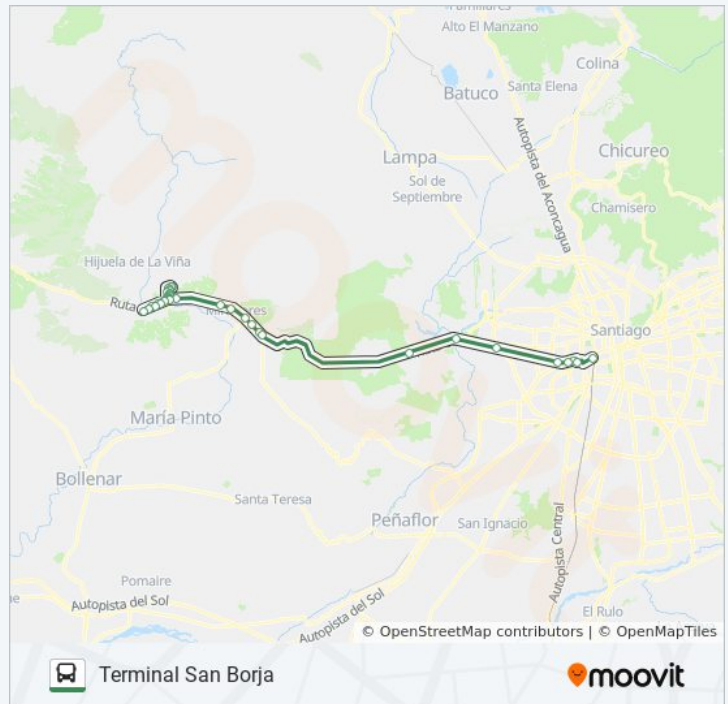 Familiares
Alto El Manzano
Colina
Santa Elena
Batuco
Autopista del Aconcagua
Chicureo
Lampa
Sol de
Septiembre
Chamisero
Hijuela de La Viña
Ruta
Santiago
María Pinto
Bollenar
Santa Teresa
Peñaflor
San Ignacio
Autopista Central
Pomaire
Autopista del Sol
Autopista del Sol
El Rulo
© OpenStreetMap contributors | © OpenMapTiles
Terminal San Borja
moovit